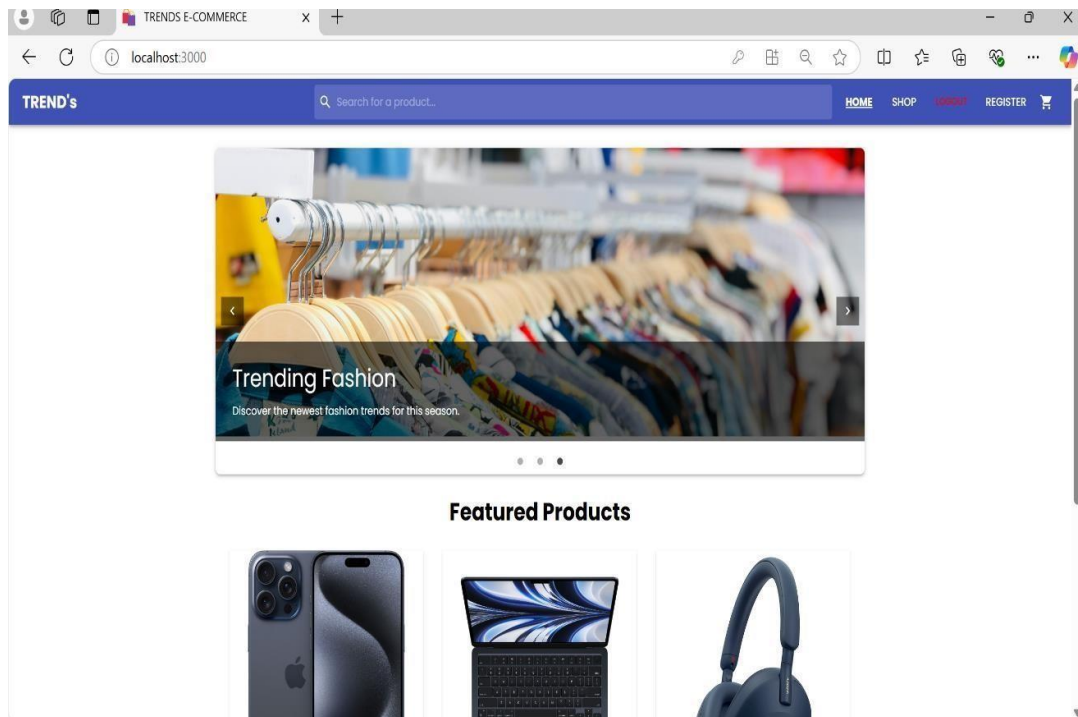 TRENDS E-COMMERCE
localhost:3000
TREND's
Search for a product...
HOME SHOP LOGOUT REGISTER
Trending Fashion
Discover the newest fashion trends for this season.
Featured Products